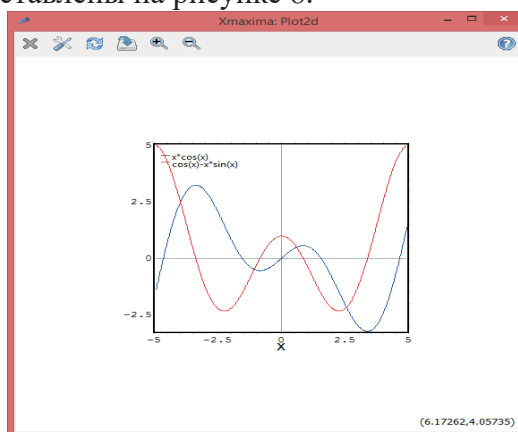 ставлены на рисунке 8.
Xmaxima: Plot2d
x*cos(x)
cos(x)-x*sin(x)
5
2.5
0
-2.5
-5 -2.5 0 2.5 5
x
(6.17262,4.05735)